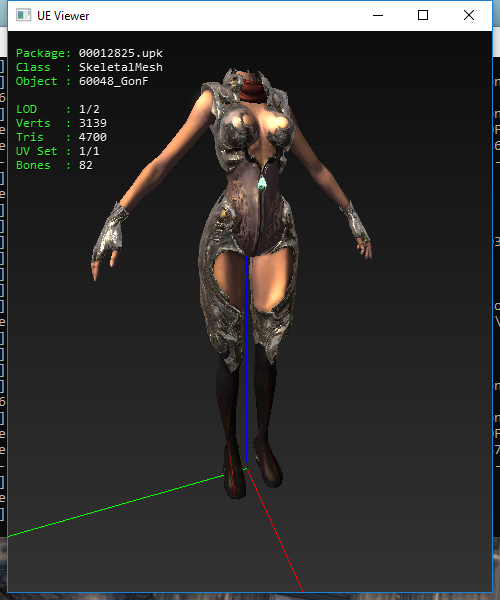 UE Viewer
Package: 00012825.upk
Class : SkeletalMesh
Object : 60048_GonF
LOD : 1/2
Verts : 3139
Tris : 4700
UV Set : 1/1
Bones : 82